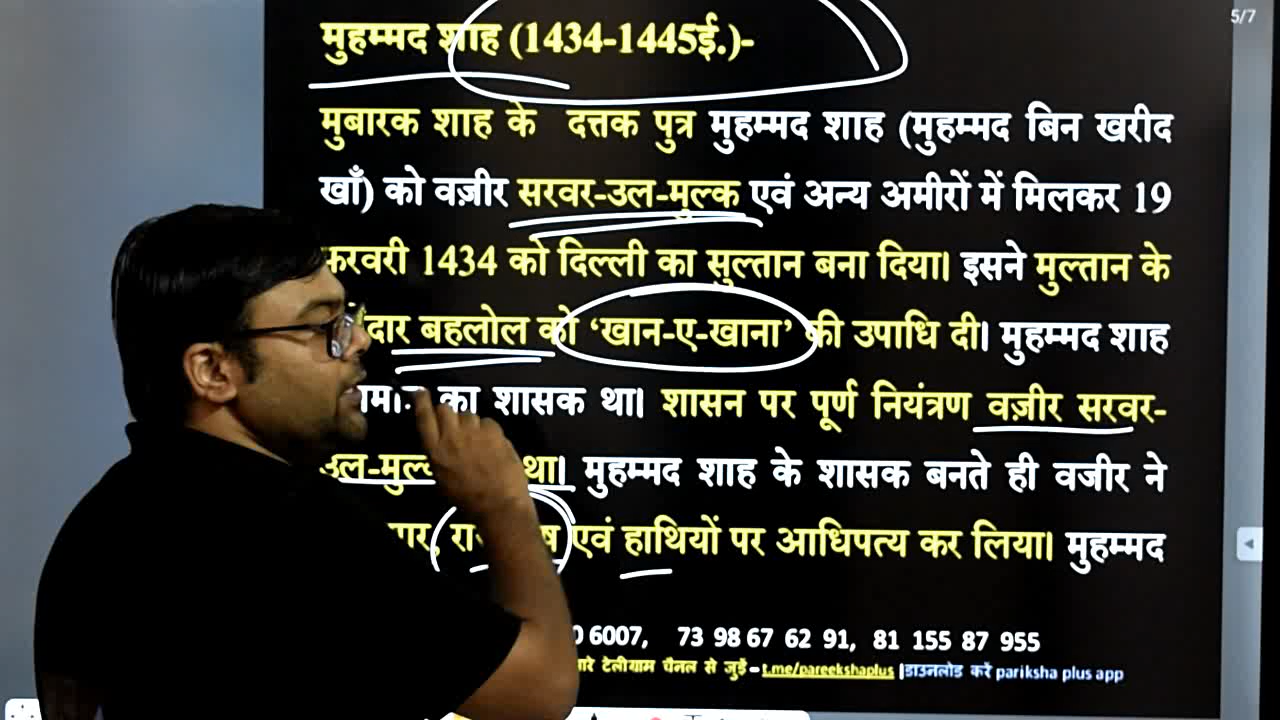 5/7
मुहम्मद शाह (1434-1445ई.)-
मुबारक शाह के दत्तक पुत्र मुहम्मद शाह (मुहम्मद बिन खरीद
खाँ) को वज़ीर सरवर-उल-मुल्क एवं अन्य अमीरों में मिलकर 19
फरवरी 1434 को दिल्ली का सुल्तान बना दिया। इसने मुल्तान के
बहलोल को ‘खान-ए-खाना’ की उपाधि दी। मुहम्मद शाह
का शासक था। शासन पर पूर्ण नियंत्रण वज़ीर सरवर-
उल-मुल्क था। मुहम्मद शाह के शासक बनते ही वजीर ने
एवं हाथियों पर आधिपत्य कर लिया। मुहम्मद
6007, 73 98 67 62 91, 81 155 87 955
टेलीग्राम चैनल से जुड़ें – t.me/pareekshaplus |डाउनलोड करें pariksha plus app